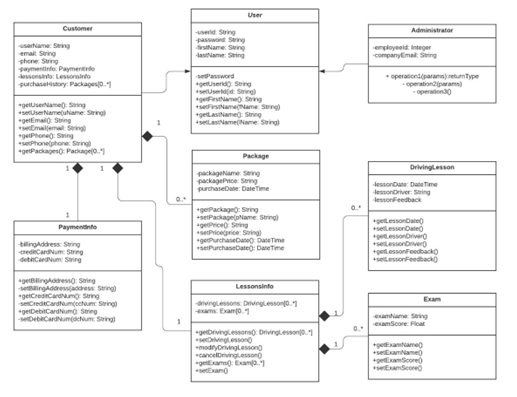 Customer
-userName: String
-email: String
-phone: String
-paymentInfo: PaymentInfo
-lessonsInfo: LessonsInfo
-purchaseHistory: Packages[0..*]
+getUserName(): String
+setUserName(uName): String
+getEmail(): String
+setEmail(email: String)
+getPhone(): String
+setPhone(phone: String)
+getPackages(): Package[0..*]
User
-userId: String
-password: String
-firstName: String
-lastName: String
-setPassword
+getUserId(): String
+setUserId(id: String)
+getFirstName(): String
+setFirstName(fName: String)
+getLastName(): String
+setLastName(lName: String)
Administrator
-employeeId: Integer
-companyEmail: String
+ operation1(params):returnType
- operation2(params)
- operation3()
1
1
1
0..*
1
Package
-packageName: String
-packagePrice: String
-purchaseDate: DateTime
+getPackage(): String
+setPackage(pName: String)
+getPrice(): String
+setPrice(price: String)
+getPurchaseDate(): DateTime
+setPurchaseDate(): DateTime
DrivingLesson
-lessonDate: DateTime
-lessonDriver: String
-lessonFeedback
+getLessonDate()
+setLessonDate()
+getLessonDriver()
+setLessonDriver()
+getLessonFeedback()
+setLessonFeedback()
0..*
PaymentInfo
-billingAddress: String
-creditCardNum: String
-debitCardNum: String
+getBillingAddress(): String
-setBillingAddress(address: String)
+getCreditCardNum(): String
-setCreditCardNum(ccNum: String)
+getDebitCardNum(): String
-setDebitCardNum(dcNum: String)
1
LessonsInfo
-drivingLessons: DrivingLesson[0..*]
-exams: Exam[0..*]
+getDrivingLessons(): DrivingLesson[0..*]
+setDrivingLesson()
+modifyDrivingLesson()
+cancelDrivingLesson()
+getExams(): Exam[0..*]
+setExam()
1
1
0..*
Exam
-examName: String
-examScore: Float
+getExamName()
+setExamName()
+getExamScore()
+setExamScore()